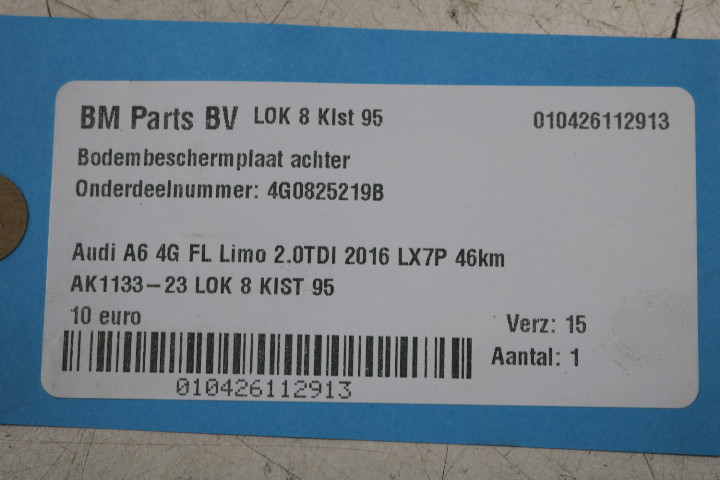 BM Parts BV LOK 8 KIst 95 010426112913
Bodembeschermplaat achter
Onderdeelnummer: 4G0825219B
Audi A6 4G FL Limo 2.0TDI 2016 LX7P 46km
AK1133-23 LOK 8 KIST 95
10 euro
Verz: 15
Aantal: 1
010426112913